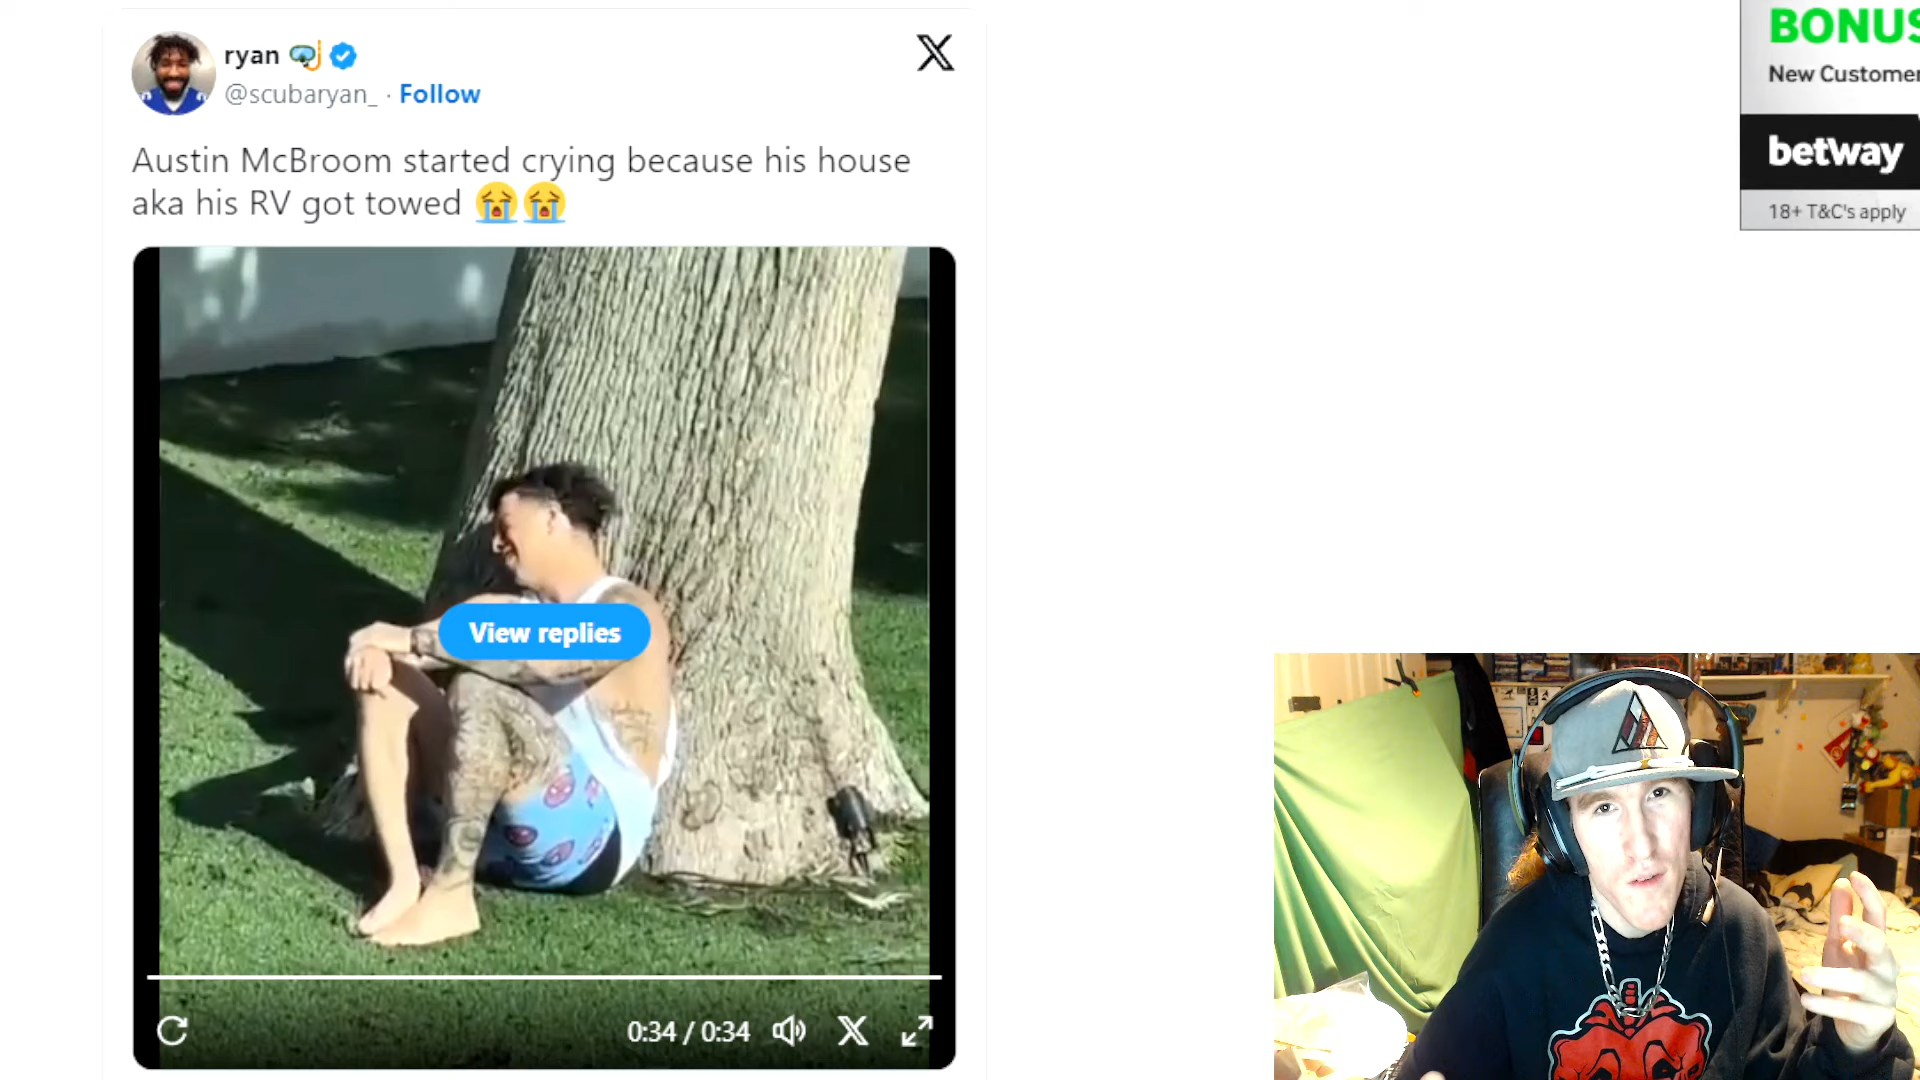 ryan
@scubaryan_ · Follow
Austin McBroom started crying because his house
aka his RV got towed
View replies
0:34 / 0:34
BONUS
New Customer
betway
18+ T&C's apply